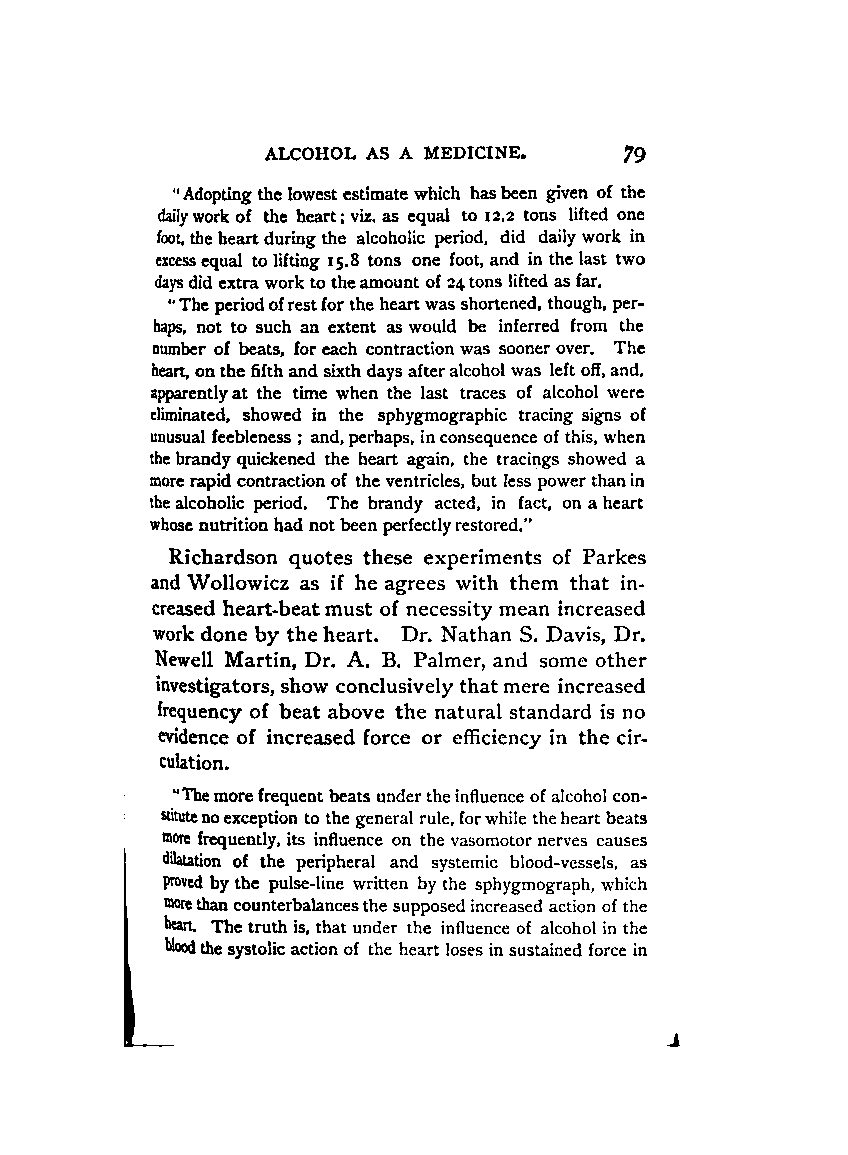 ALCOHOL AS A MEDICINE. 79
"Adopting the lowest estimate which has been given of the
daily work of the heart; viz. as equal to 12.2 tons lifted one
foot, the heart during the alcoholic period, did daily work in
excess equal to lifting 15.8 tons one foot, and in the last two
days did extra work to the amount of 24 tons lifted as far.
"The period of rest for the heart was shortened, though, per-
haps, not to such an extent as would be inferred from the
number of beats, for each contraction was sooner over. The
heart, on the fifth and sixth days after alcohol was left off, and,
apparently at the time when the last traces of alcohol were
eliminated, showed in the sphygmographic tracing signs of
unusual feebleness; and, perhaps, in consequence of this, when
the brandy quickened the heart again, the tracings showed a
more rapid contraction of the ventricles, but less power than in
the alcoholic period. The brandy acted, in fact, on a heart
whose nutrition had not been perfectly restored."
Richardson quotes these experiments of Parkes
and Wollowicz as if he agrees with them that in-
creased heart-beat must of necessity mean increased
work done by the heart. Dr. Nathan S. Davis, Dr.
Newell Martin, Dr. A. B. Palmer, and some other
investigators, show conclusively that mere increased
frequency of beat above the natural standard is no
evidence of increased force or efficiency in the cir-
culation.
"The more frequent beats under the influence of alcohol con-
stitute no exception to the general rule, for while the heart beats
more frequently, its influence on the vasomotor nerves causes
dilatation of the peripheral and systemic blood-vessels, as
proved by the pulse-line written by the sphygmograph, which
more than counterbalances the supposed increased action of the
heart. The truth is, that under the influence of alcohol in the
blood the systolic action of the heart loses in sustained force in